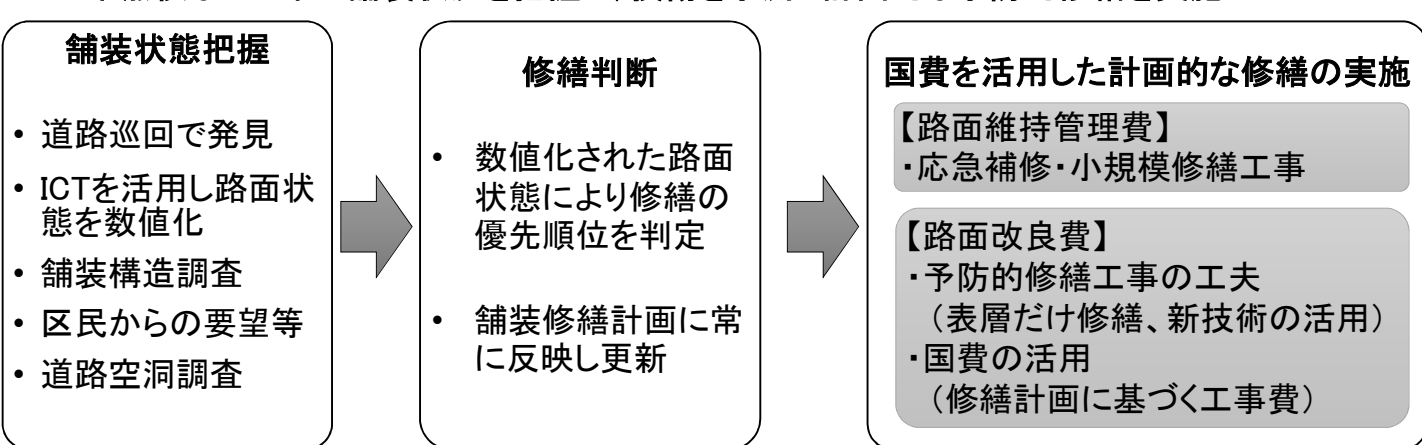 舗装状態把握
• 道路巡回で発見
• ICTを活用し路面状
態を数値化
• 舗装構造調査
• 区民からの要望等
• 道路空洞調査
修繕判断
• 数値化された路面
状態により修繕の
優先順位を判定
• 舗装修繕計画に常
に反映し更新
国費を活用した計画的な修繕の実施
【路面維持管理費】
・応急補修・小規模修繕工事
【路面改良費】
・予防的修繕工事の工夫
（表層だけ修繕、新技術の活用）
・国費の活用
（修繕計画に基づく工事費）